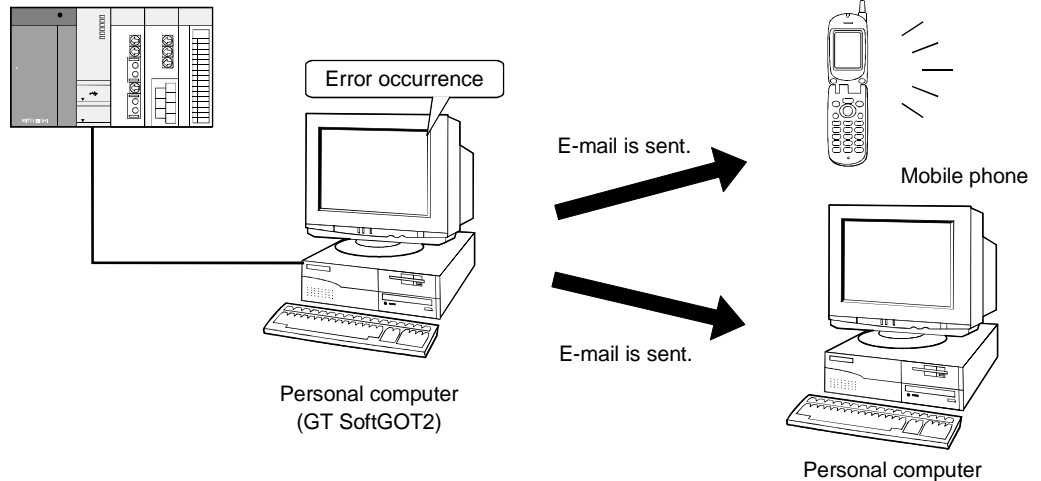 Error occurrence
E-mail is sent.
Mobile phone
E-mail is sent.
Personal computer
(GT SoftGOT2)
Personal computer